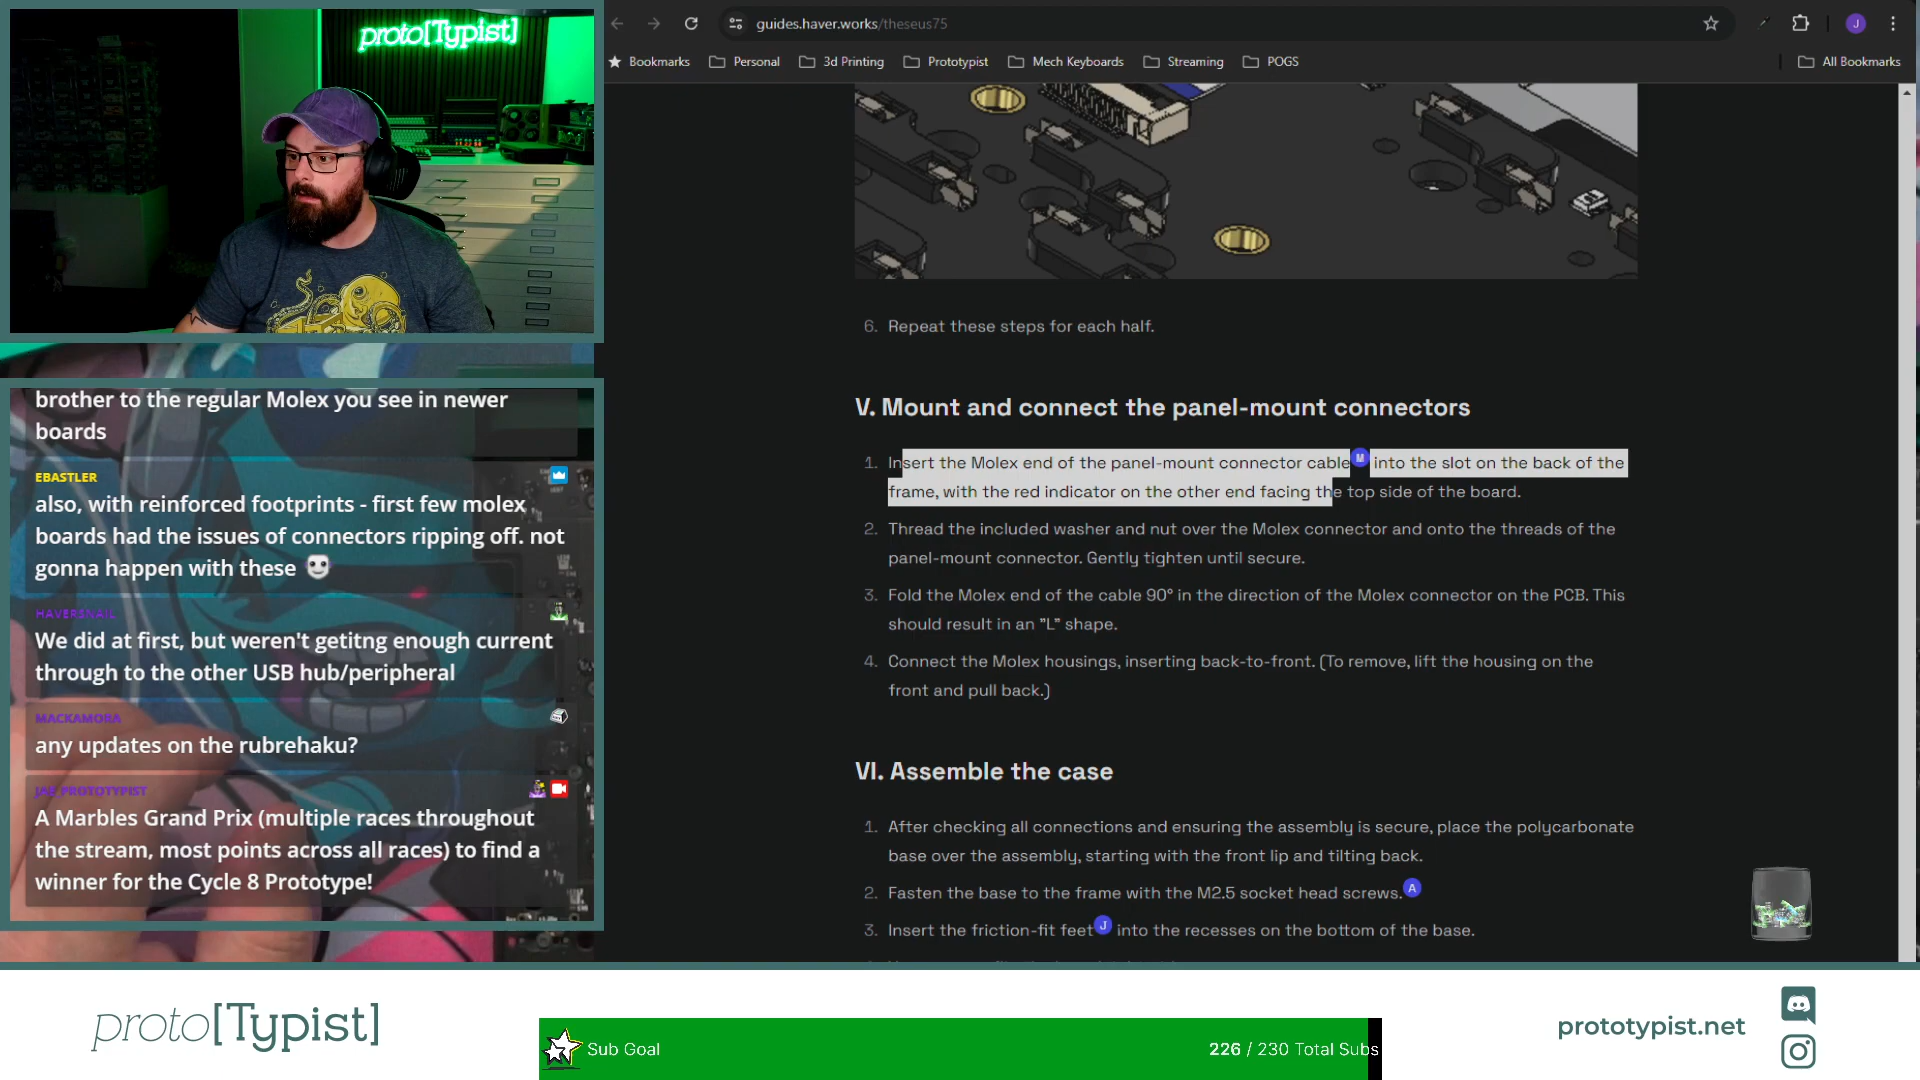 proto[Typist]
guides.haver.works/theseus75
J
Bookmarks
Personal
3d Printing
Prototypist
Mech Keyboards
Streaming
POGS
All Bookmarks
6. Repeat these steps for each half.
V. Mount and connect the panel-mount connectors
1. Insert the Molex end of the panel-mount connector cable M into the slot on the back of the
frame, with the red indicator on the other end facing the top side of the board.
2. Thread the included washer and nut over the Molex connector and onto the threads of the
panel-mount connector. Gently tighten until secure.
3. Fold the Molex end of the cable 90° in the direction of the Molex connector on the PCB. This
should result in an "L" shape.
4. Connect the Molex housings, inserting back-to-front. (To remove, lift the housing on the
front and pull back.)
VI. Assemble the case
1. After checking all connections and ensuring the assembly is secure, place the polycarbonate
base over the assembly, starting with the front lip and tilting back.
2. Fasten the base to the frame with the M2.5 socket head screws. A
3. Insert the friction-fit feet J into the recesses on the bottom of the base.
brother to the regular Molex you see in newer
boards
EBASTLER
also, with reinforced footprints - first few molex
boards had the issues of connectors ripping off. not
gonna happen with these
HAVERSNAIL
We did at first, but weren't getitng enough current
through to the other USB hub/peripheral
MACKAMORA
any updates on the rubrehaku?
JAE_PROTOTYPIST
A Marbles Grand Prix (multiple races throughout
the stream, most points across all races) to find a
winner for the Cycle 8 Prototype!
proto[Typist]
Sub Goal
226 / 230 Total Subs
prototypist.net